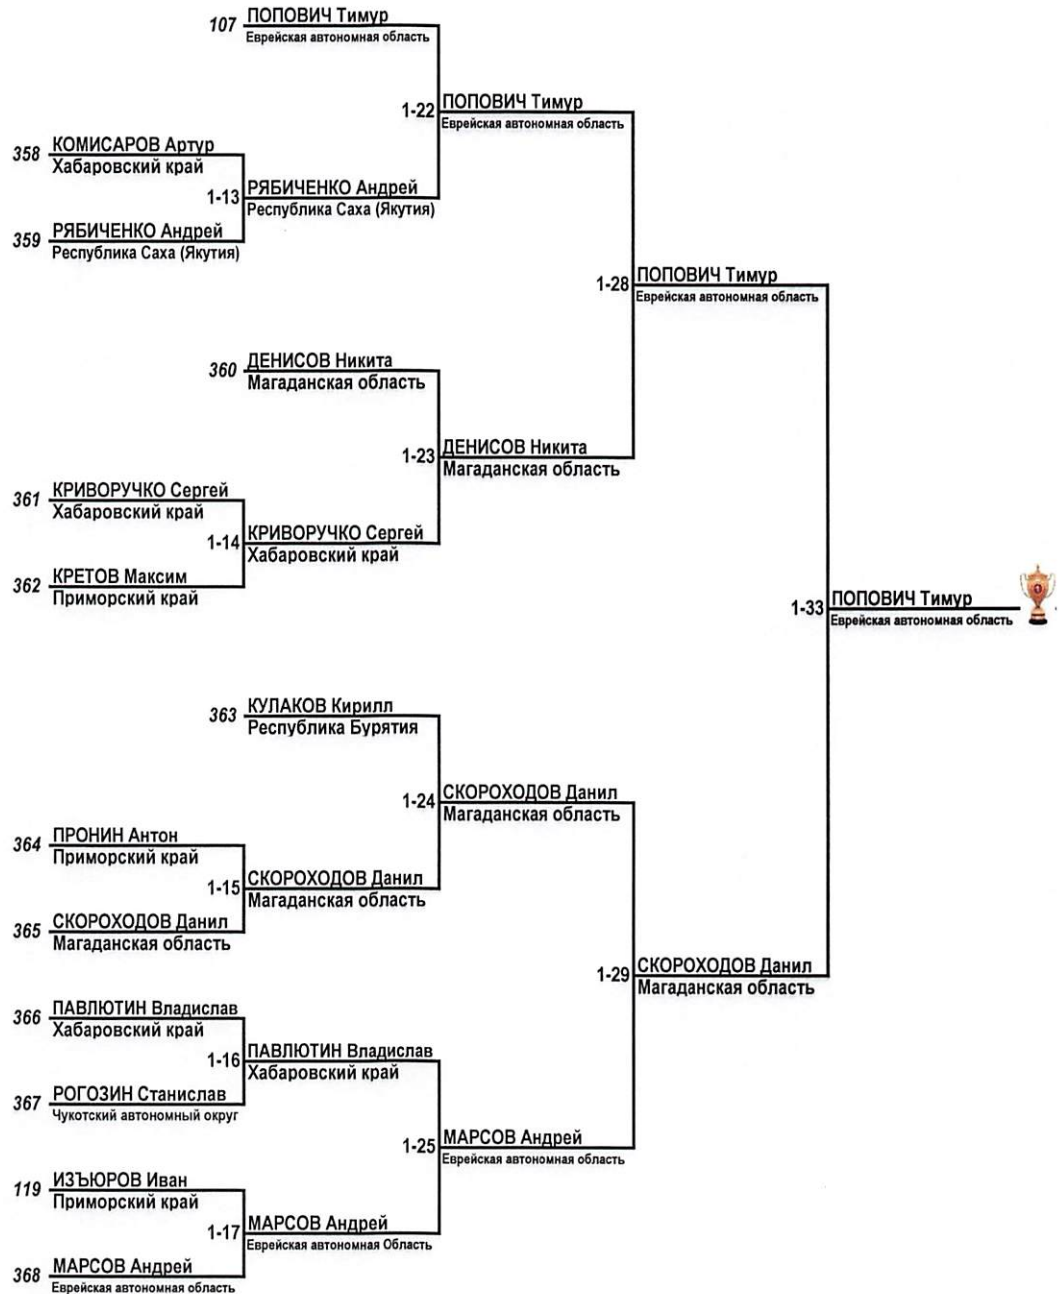 107 ПОПОВИЧ Тимур
Еврейская автономная область
1-22 ПОПОВИЧ Тимур
Еврейская автономная область
358 КОМИСАРОВ Артур
Хабаровский край
1-13 РЯБИЧЕНКО Андрей
Республика Саха (Якутия)
359 РЯБИЧЕНКО Андрей
Республика Саха (Якутия)
1-28 ПОПОВИЧ Тимур
Еврейская автономная область
360 ДЕНИСОВ Никита
Магаданская область
1-23 ДЕНИСОВ Никита
Магаданская область
361 КРИВОРУЧКО Сергей
Хабаровский край
1-14 КРИВОРУЧКО Сергей
Хабаровский край
362 КРЕТОВ Максим
Приморский край
1-33 ПОПОВИЧ Тимур
Еврейская автономная область
363 КУЛАКОВ Кирилл
Республика Бурятия
1-24 СКОРОХОДОВ Данил
Магаданская область
364 ПРОНИН Антон
Приморский край
1-15 СКОРОХОДОВ Данил
Магаданская область
365 СКОРОХОДОВ Данил
Магаданская область
1-29 СКОРОХОДОВ Данил
Магаданская область
366 ПАВЛЮТИН Владислав
Хабаровский край
1-16 ПАВЛЮТИН Владислав
Хабаровский край
367 РОГОЗИН Станислав
Чукотский автономный округ
1-25 МАРСОВ Андрей
Еврейская автономная область
119 ИЗЪЮРОВ Иван
Приморский край
1-17 МАРСОВ Андрей
Еврейская автономная Область
368 МАРСОВ Андрей
Еврейская автономная область